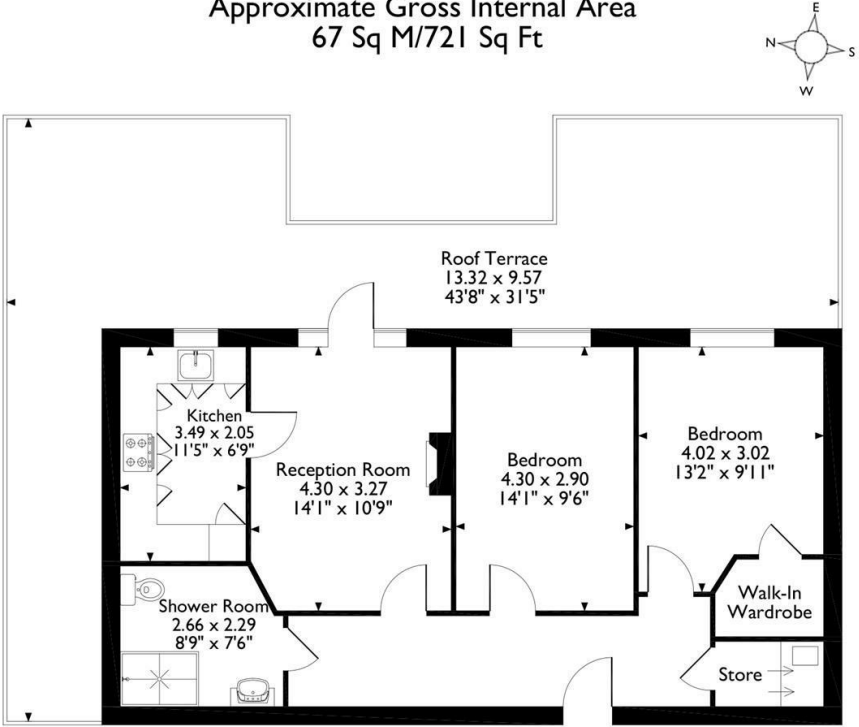 Approximate Gross Internal Area
67 Sq M/721 Sq Ft
E
N
S
W
Roof Terrace
13.32 x 9.57
43'8" x 31'5"
Kitchen
3.49 x 2.05
11'5" x 6'9"
Reception Room
4.30 x 3.27
14'1" x 10'9"
Bedroom
4.30 x 2.90
14'1" x 9'6"
Bedroom
4.02 x 3.02
13'2" x 9'11"
Walk-In
Wardrobe
Shower Room
2.66 x 2.29
8'9" x 7'6"
Store